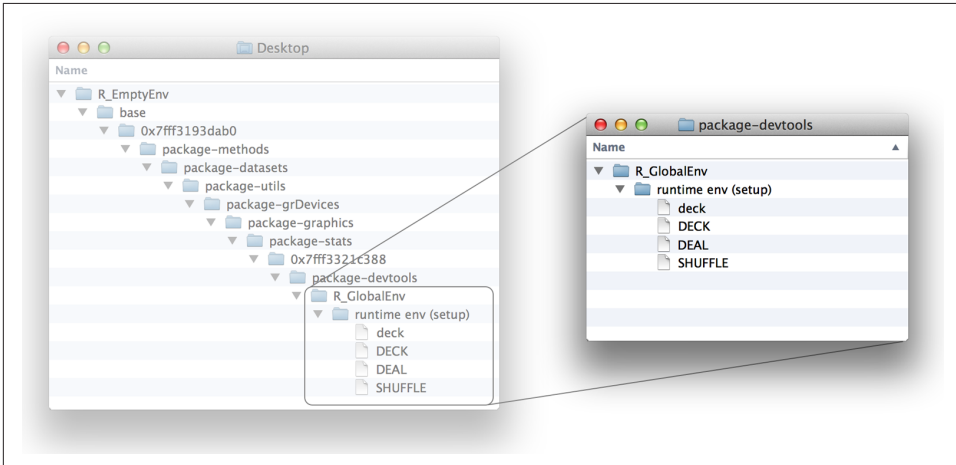 Desktop
Name
R_EmptyEnv
base
0x7fff3193dab0
package-methods
package-datasets
package-utils
package-grDevices
package-graphics
package-stats
0x7fff3321c388
package-devtools
R_GlobalEnv
runtime env (setup)
deck
DECK
DEAL
SHUFFLE
package-devtools
Name
R_GlobalEnv
runtime env (setup)
deck
DECK
DEAL
SHUFFLE